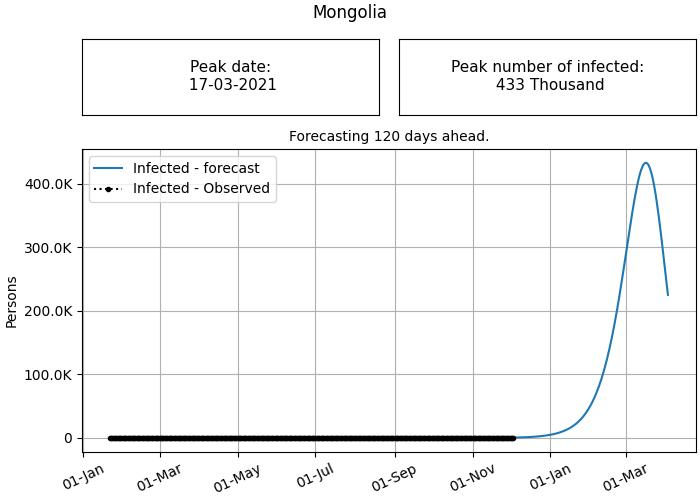 Mongolia
Peak date:
17-03-2021
Peak number of infected:
433 Thousand
Forecasting 120 days ahead.
Infected - forecast
Infected - Observed
400.0K
300.0K
200.0K
100.0K
0
Persons
01-Jan
01-Mar
01-May
01-Jul
01-Sep
01-Nov
01-Jan
01-Mar